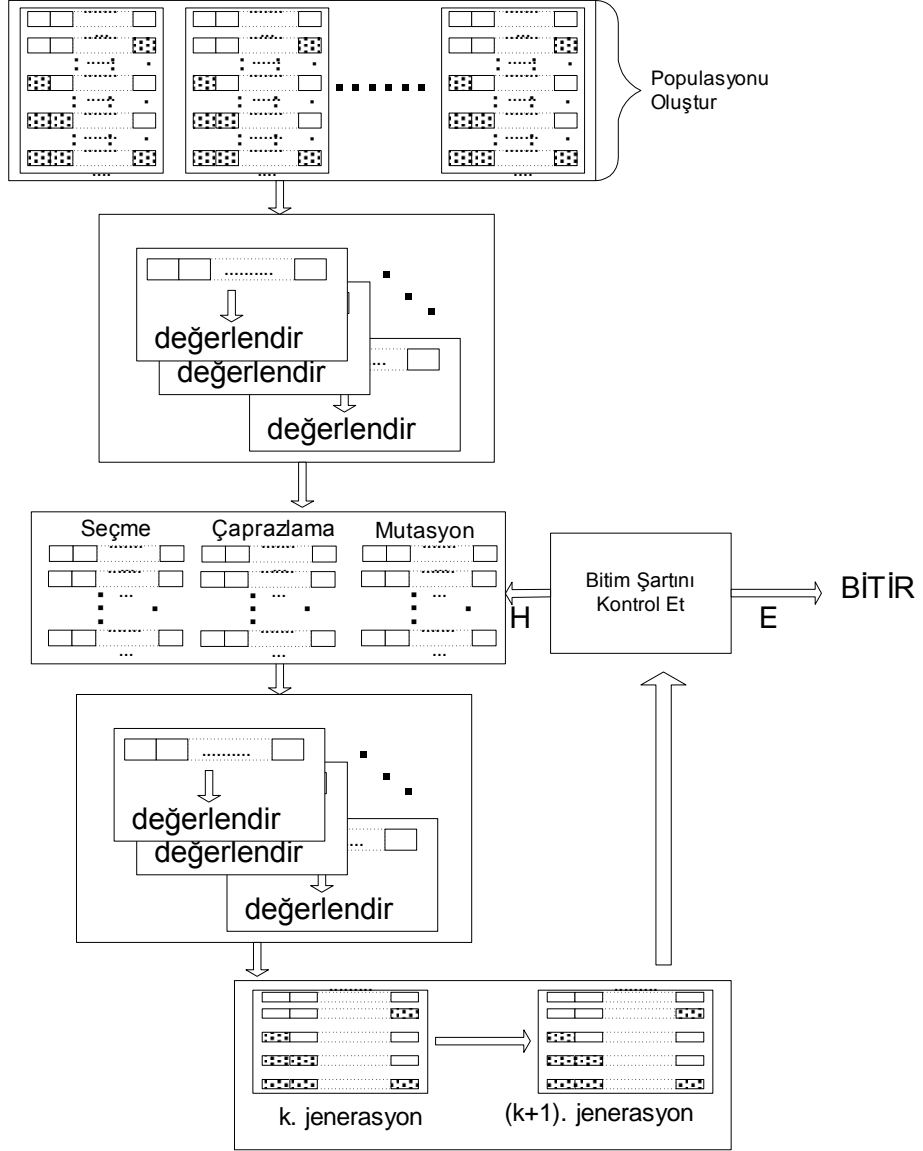 Populasyonu
Oluştur
değerlendir
değerlendir
değerlendir
Seçme
Çaprazlama
Mutasyon
Bitim Şartını
Kontrol Et
H
E
BİTİR
değerlendir
değerlendir
değerlendir
k. jenerasyon
(k+1). jenerasyon